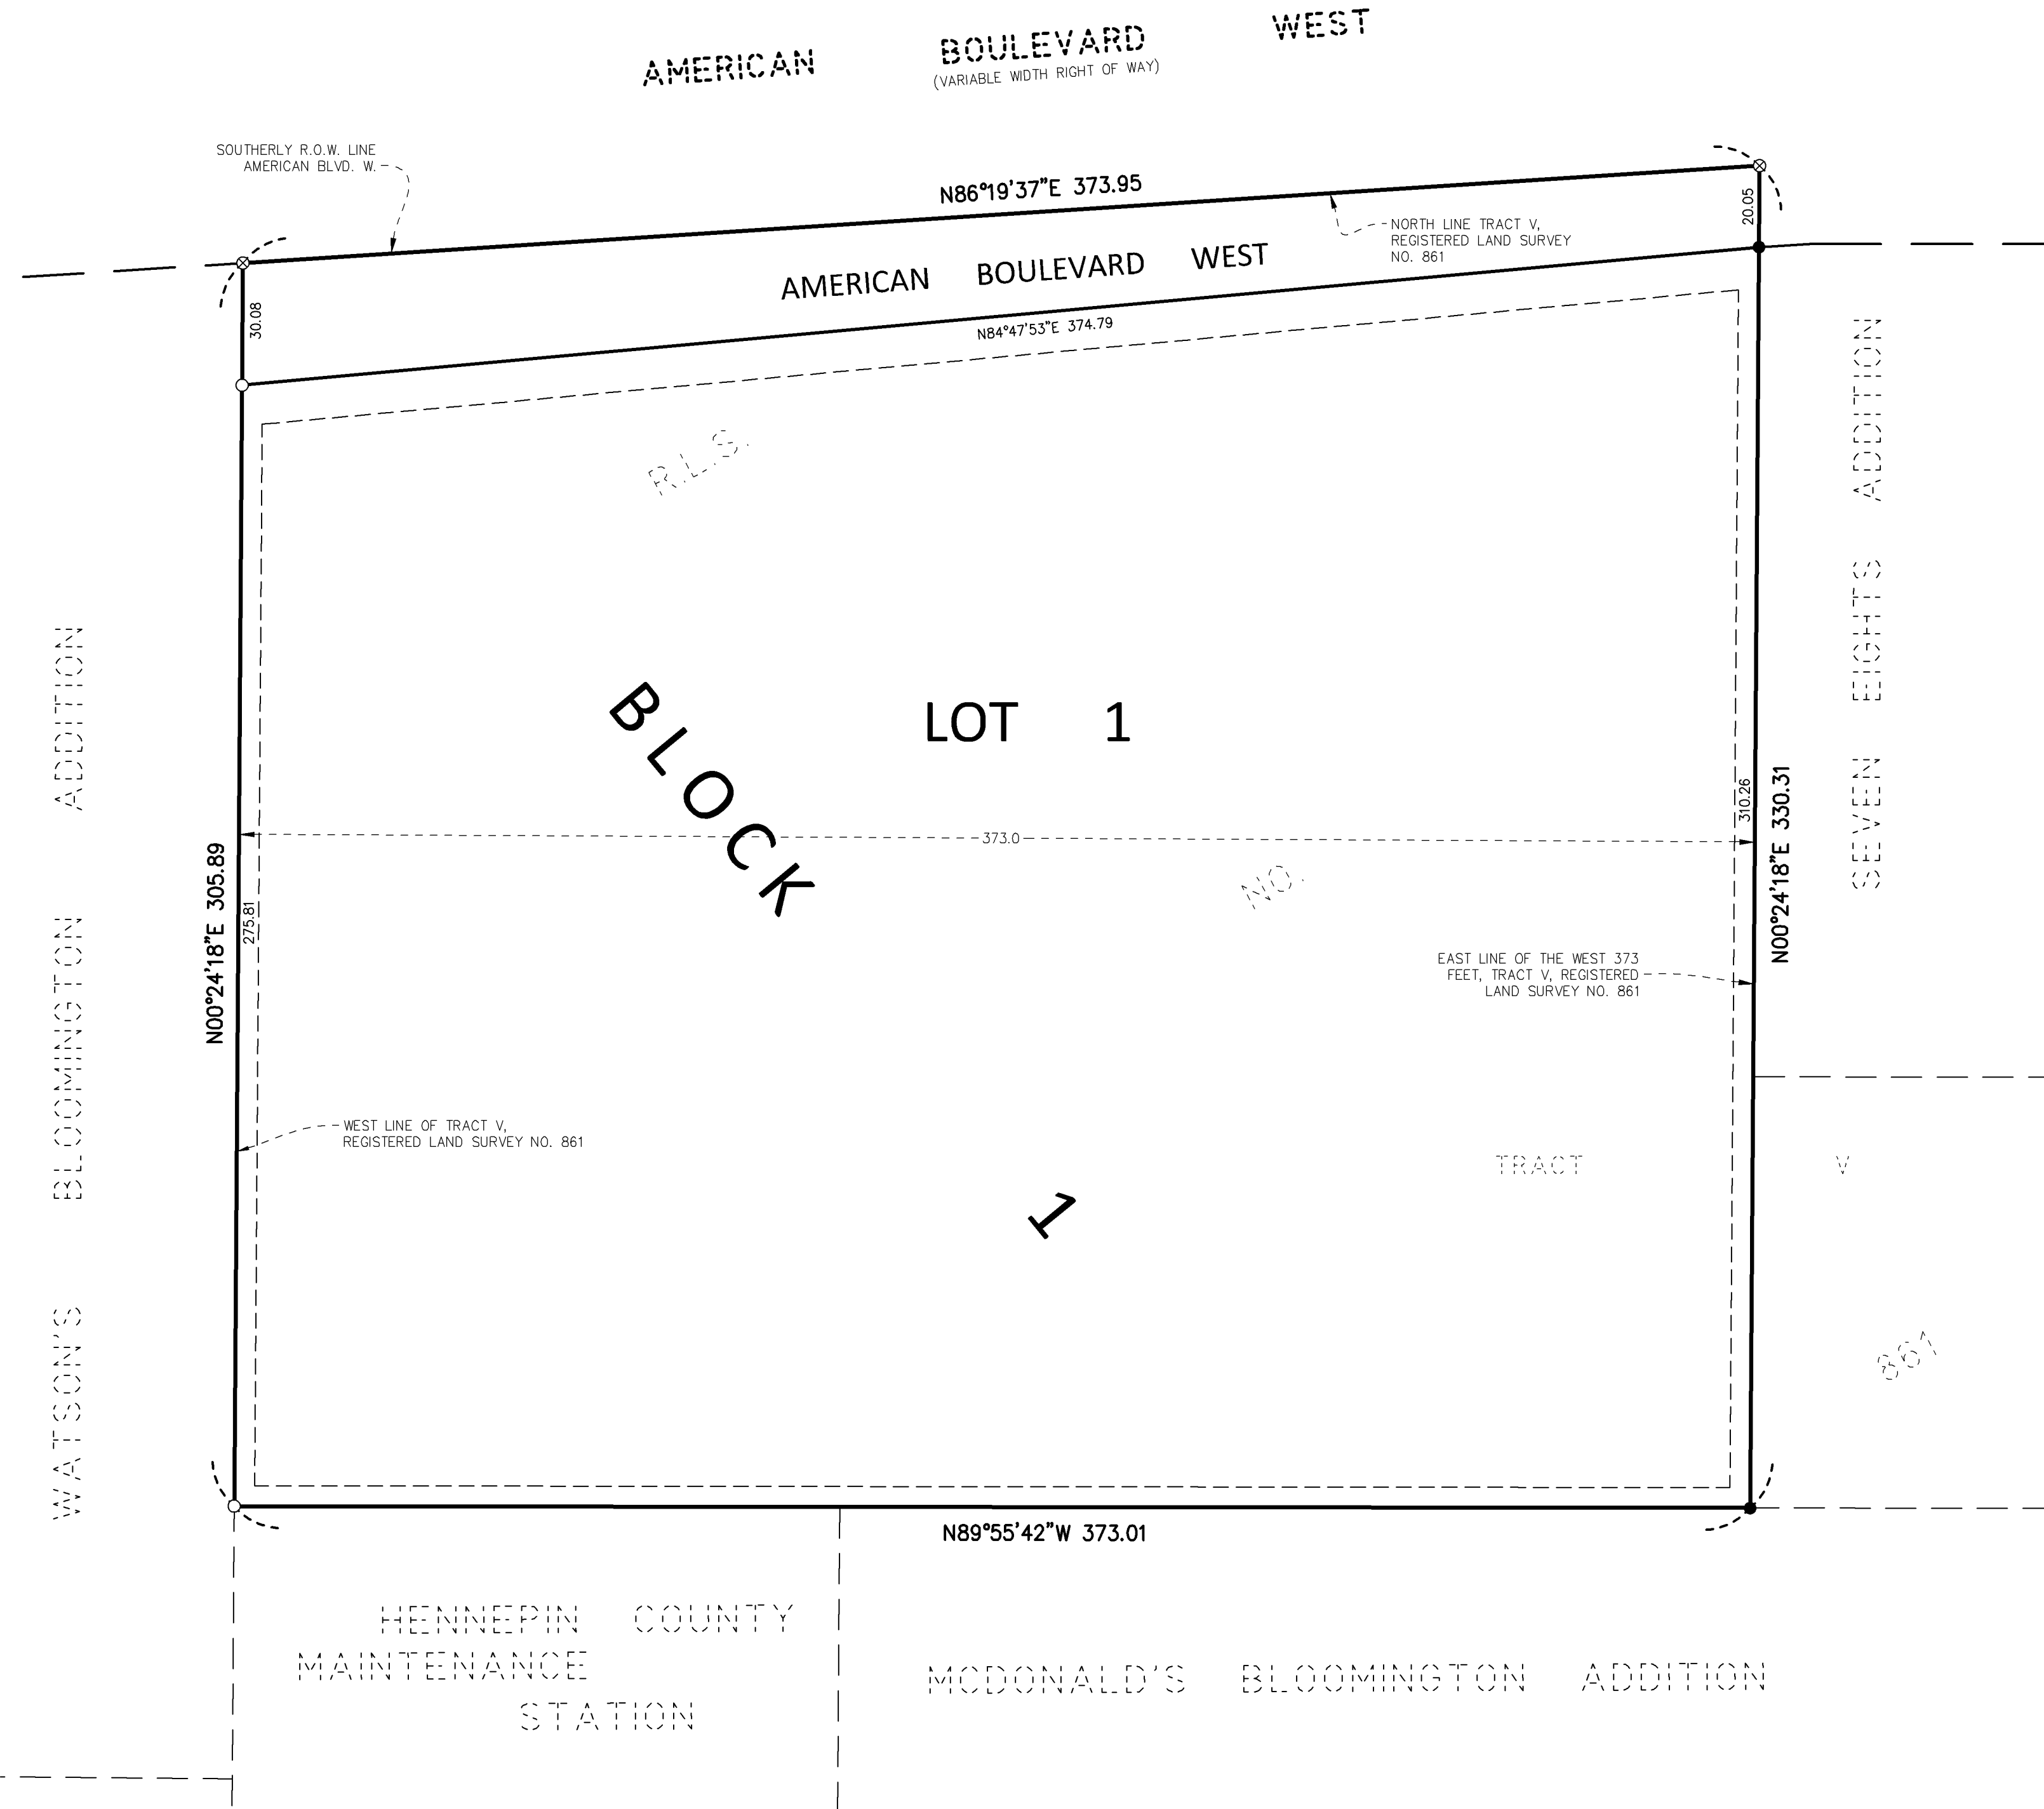 AMERICAN BOULEVARD WEST
(VARIABLE WIDTH RIGHT OF WAY)
SOUTHERLY R.O.W. LINE
AMERICAN BLVD. W.
N86°19'37"E 373.95
20.05
NORTH LINE TRACT V,
REGISTERED LAND SURVEY
NO. 861
AMERICAN BOULEVARD WEST
30.08
N84°47'53"E 374.79
R.L.S.
SEVEN EIGHTS ADDITION
WATSON'S BLOOMINGTON ADDITION
LOT 1
BLOCK
373.0
310.26
N00°24'18"E 330.31
N00°24'18"E 305.89
275.81
NO.
EAST LINE OF THE WEST 373
FEET, TRACT V, REGISTERED
LAND SURVEY NO. 861
WEST LINE OF TRACT V,
REGISTERED LAND SURVEY NO. 861
TRACT V
1
861
N89°55'42"W 373.01
HENNEPIN COUNTY
MAINTENANCE
STATION
MCDONALD'S BLOOMINGTON ADDITION